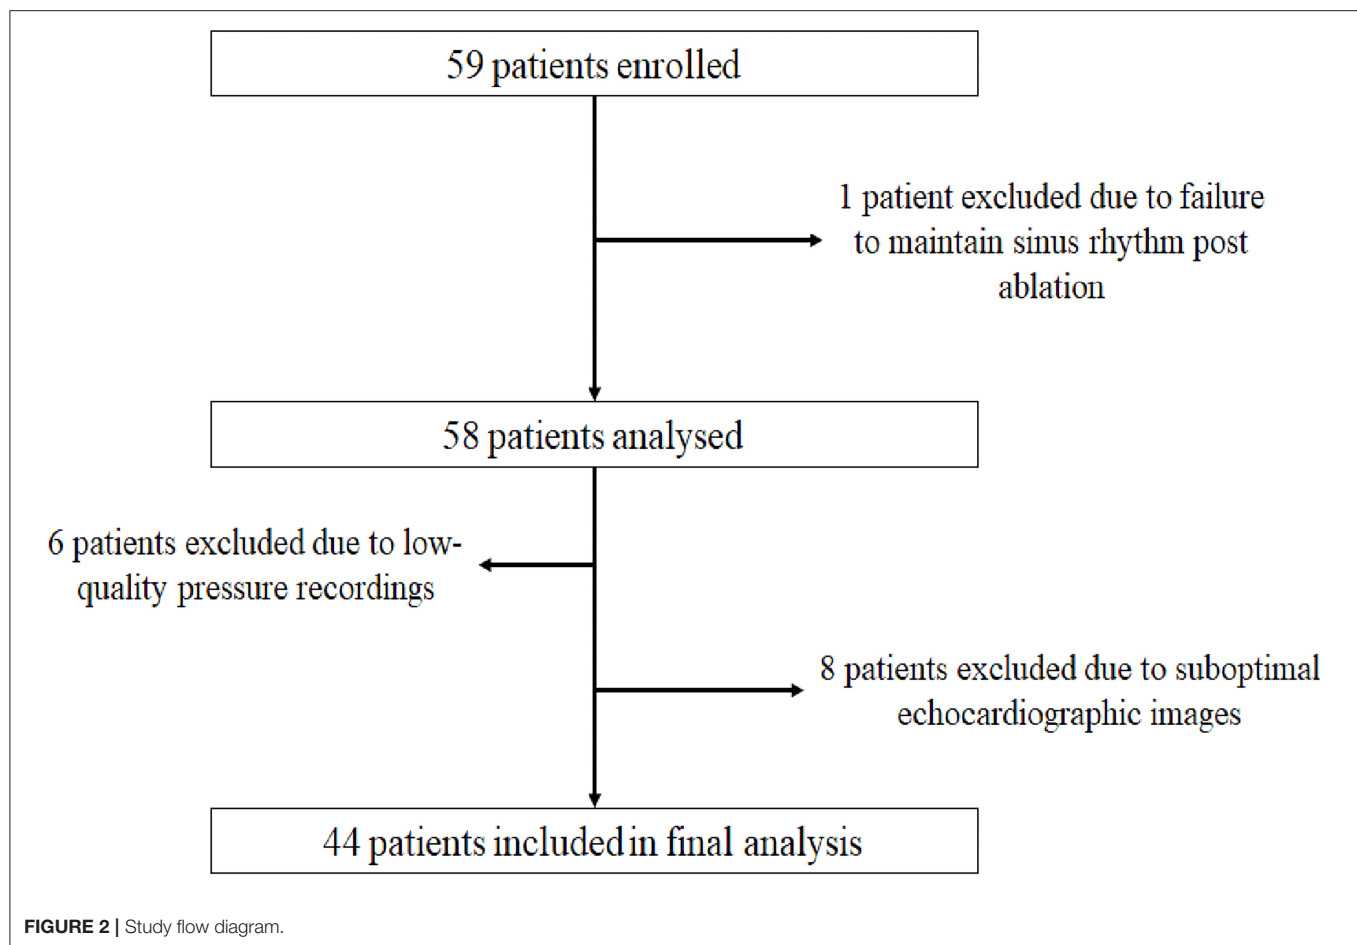 59 patients enrolled
1 patient excluded due to failure
to maintain sinus rhythm post
ablation
58 patients analysed
6 patients excluded due to low-
quality pressure recordings
8 patients excluded due to suboptimal
echocardiographic images
44 patients included in final analysis
FIGURE 2 | Study flow diagram.